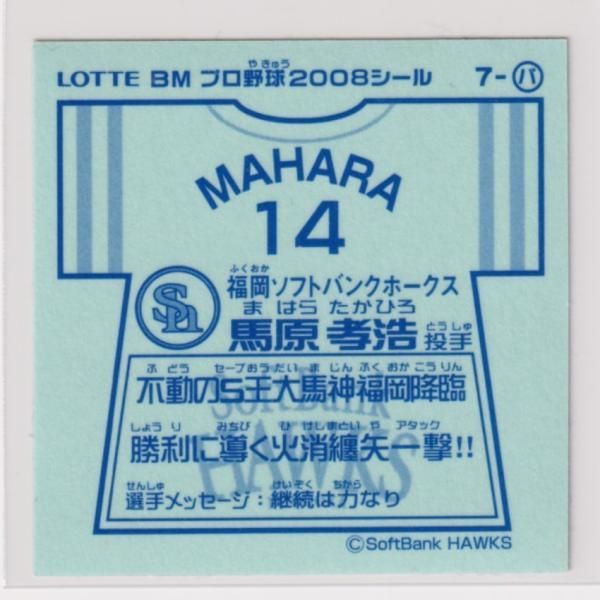 LOTTE BM プロ野球2008シール 7-パ
やきゅう
MAHARA
14
ふくおか
SH 福岡ソフトバンクホークス
まはら たかひろ とうしゅ
馬原 孝浩 投手
ふどう セーブおうだいまじんふくおかこうりん
不動のS王大馬神福岡降臨
SoftBank
しょうり みちび ひけしまといや アタック
勝利に導く火消纏矢一撃!!
HAWKS
せんしゅ けいぞく ちから
選手メッセージ:継続は力なり
©SoftBank HAWKS